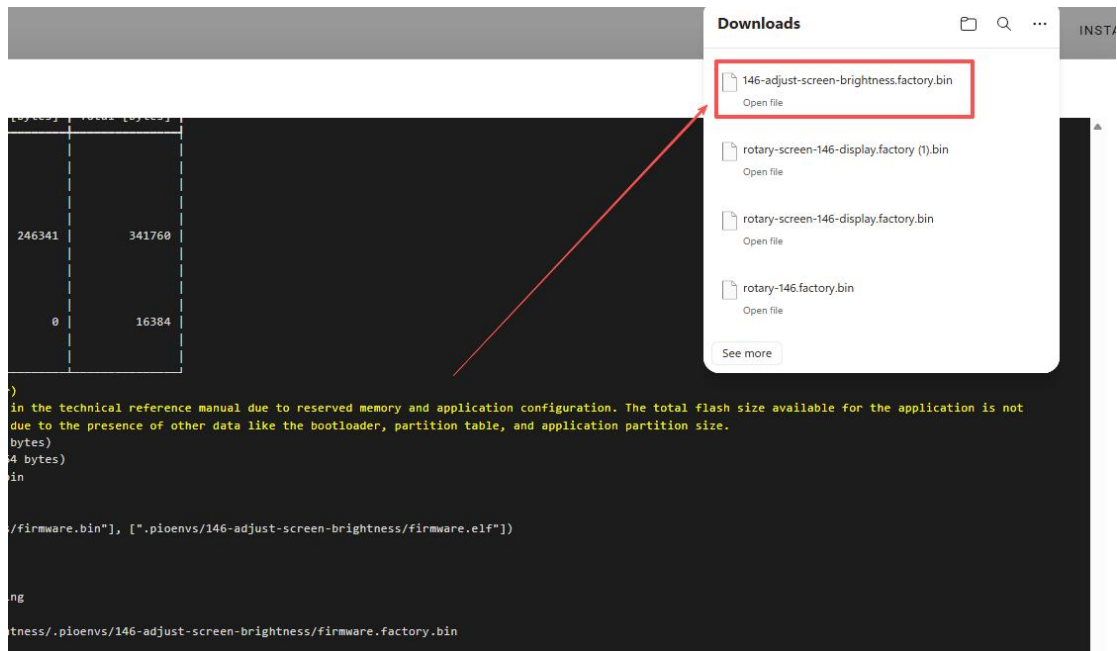 Downloads
INSTA
146-adjust-screen-brightness.factory.bin
Open file
rotary-screen-146-display.factory (1).bin
Open file
rotary-screen-146-display.factory.bin
Open file
rotary-146.factory.bin
Open file
See more
[bytes] | Total [bytes]
246341 | 341760
0 | 16384
in the technical reference manual due to reserved memory and application configuration. The total flash size available for the application is not
due to the presence of other data like the bootloader, partition table, and application partition size.
bytes)
64 bytes)
bin
s/firmware.bin"], [".pioenvs/146-adjust-screen-brightness/firmware.elf"])
ng
tness/.pioenvs/146-adjust-screen-brightness/firmware.factory.bin